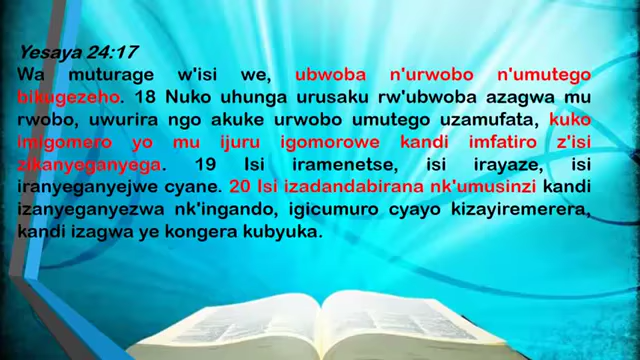 Yesaya 24:17
Wa muturage w'isi we, ubwoba n'urwobo n'umutego
bikugezeho. 18 Nuko uhunga urusaku rw'ubwoba azagwa mu
rwobo, uwurira ngo akuke urwobo umutego uzamufata, kuko
imigomero yo mu ijuru igomorowe kandi imfatiro z'isi
zikanyeganyega. 19 Isi iramenetse, isi irayaze, isi
iranyeganyejwe cyane. 20 Isi izadandabirana nk'umusinzi kandi
izanyeganyezwa nk'ingando, igicumuro cyayo kizayiremerera,
kandi izagwa ye kongera kubyuka.